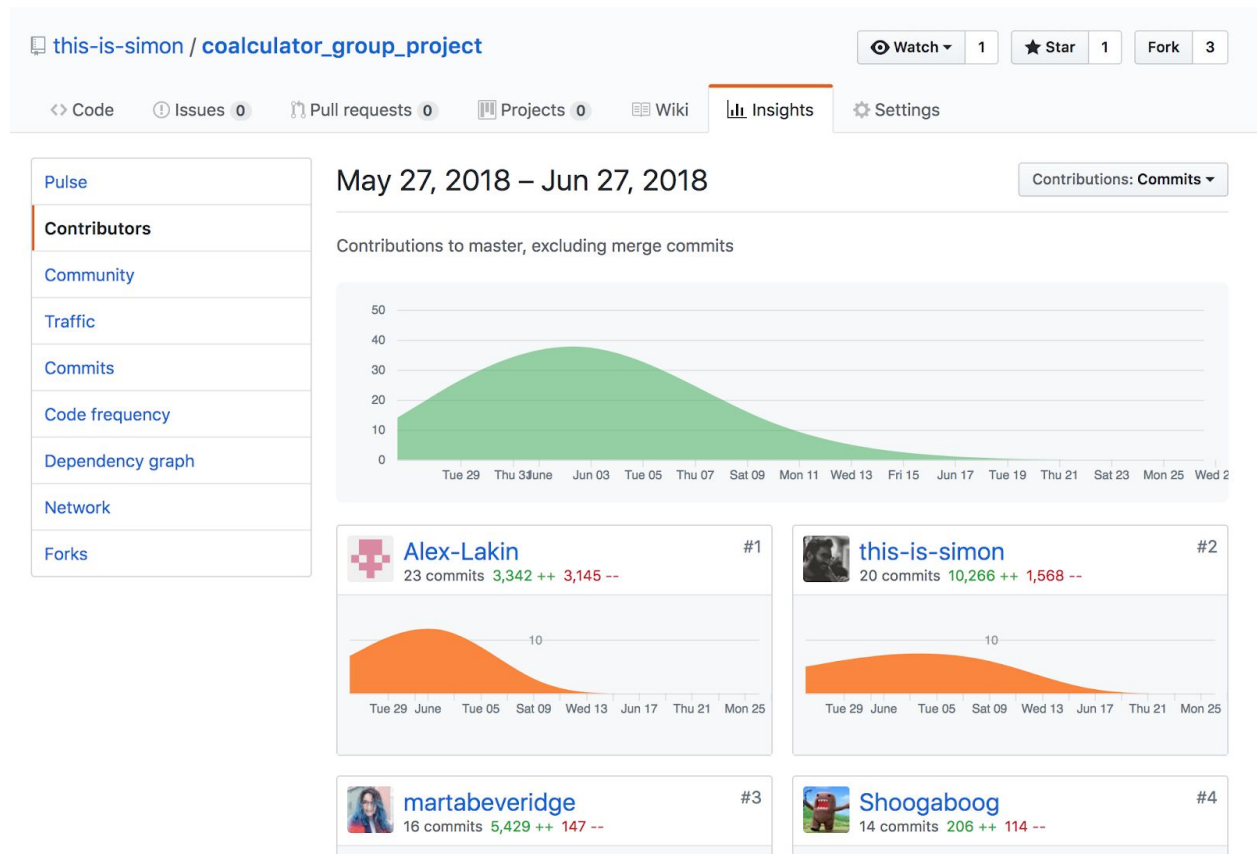 this-is-simon / coalculator_group_project
Watch 1 Star 1 Fork 3
Code Issues 0 Pull requests 0 Projects 0 Wiki Insights Settings
Pulse
Contributors
Community
Traffic
Commits
Code frequency
Dependency graph
Network
Forks
May 27, 2018 – Jun 27, 2018
Contributions: Commits
Contributions to master, excluding merge commits
50
40
30
20
10
0
Tue 29 Thu 31 June Jun 03 Tue 05 Thu 07 Sat 09 Mon 11 Wed 13 Fri 15 Jun 17 Tue 19 Thu 21 Sat 23 Mon 25 Wed 2
Alex-Lakin #1
23 commits 3,342 ++ 3,145 --
10
Tue 29 June Tue 05 Sat 09 Wed 13 Jun 17 Thu 21 Mon 25
this-is-simon #2
20 commits 10,266 ++ 1,568 --
10
Tue 29 June Tue 05 Sat 09 Wed 13 Jun 17 Thu 21 Mon 25
martabeveridge #3
16 commits 5,429 ++ 147 --
Shoogaboog #4
14 commits 206 ++ 114 --